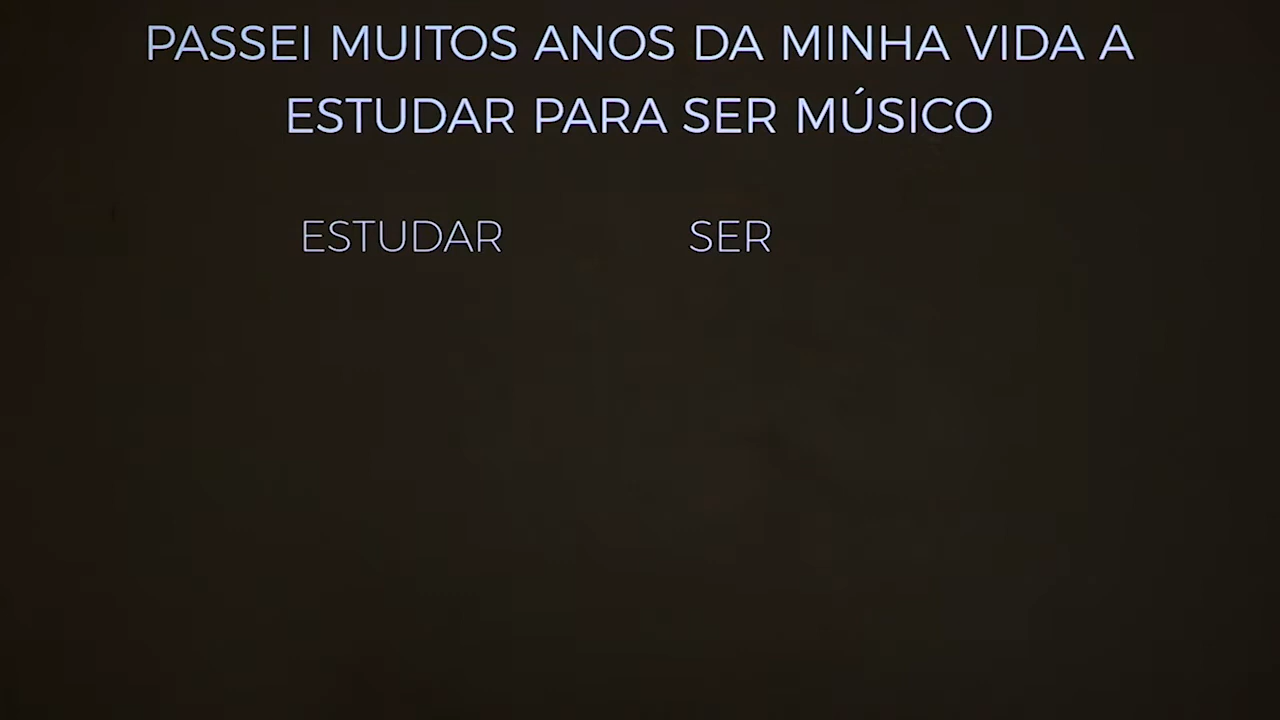 PASSEI MUITOS ANOS DA MINHA VIDA A
ESTUDAR PARA SER MÚSICO
ESTUDAR SER